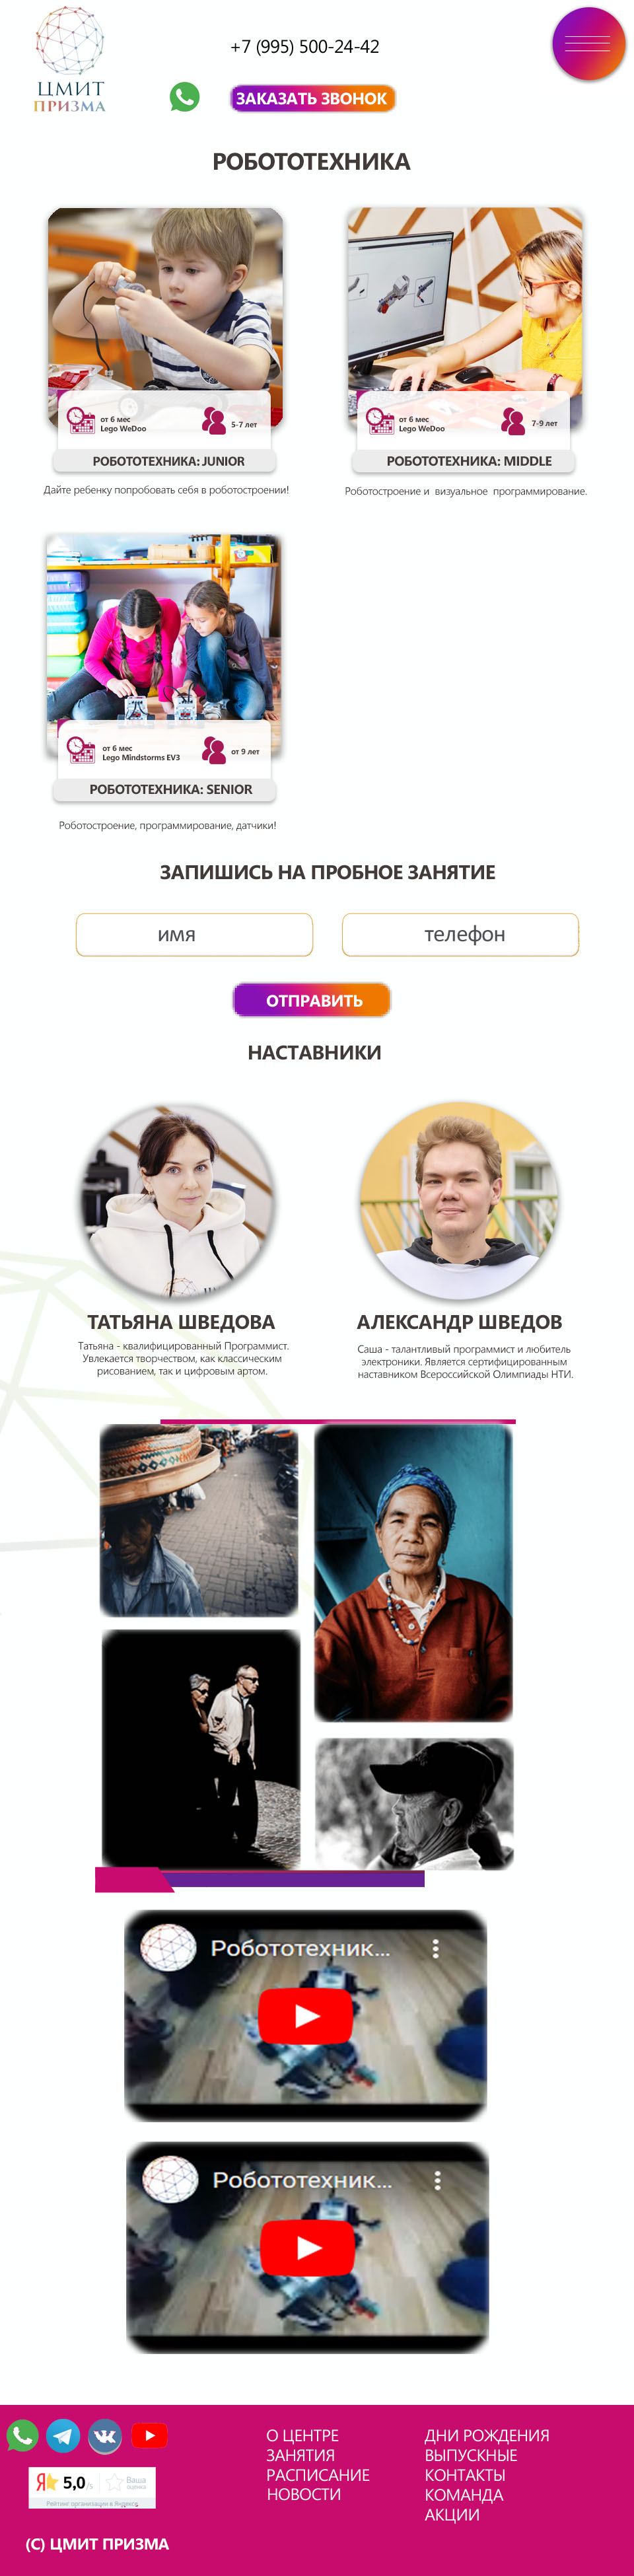 +7 (995) 500-24-42
ЦМИТ
ПРИЗМА
ЗАКАЗАТЬ ЗВОНОК
РОБОТОТЕХНИКА
от 6 мес
Lego WeDoo
5-7 лет
РОБОТОТЕХНИКА: JUNIOR
Дайте ребенку попробовать себя в роботостроении!
от 6 мес
Lego WeDoo
7-9 лет
РОБОТОТЕХНИКА: MIDDLE
Роботостроение и визуальное программирование.
от 6 мес
Lego Mindstorms EV3
от 9 лет
РОБОТОТЕХНИКА: SENIOR
Роботостроение, программирование, датчики!
ЗАПИШИСЬ НА ПРОБНОЕ ЗАНЯТИЕ
имя
телефон
ОТПРАВИТЬ
НАСТАВНИКИ
ТАТЬЯНА ШВЕДОВА
Татьяна - квалифицированный Программист.
Увлекается творчеством, как классическим
рисованием, так и цифровым артом.
АЛЕКСАНДР ШВЕДОВ
Саша - талантливый программист и любитель
электроники. Является сертифицированным
наставником Всероссийской Олимпиады НТИ.
Робототехник...
Робототехник...
Я 5,0 /5
Ваша
оценка
Рейтинг организации в Яндексе
(С) ЦМИТ ПРИЗМА
О ЦЕНТРЕ
ЗАНЯТИЯ
РАСПИСАНИЕ
НОВОСТИ
ДНИ РОЖДЕНИЯ
ВЫПУСКНЫЕ
КОНТАКТЫ
КОМАНДА
АКЦИИ